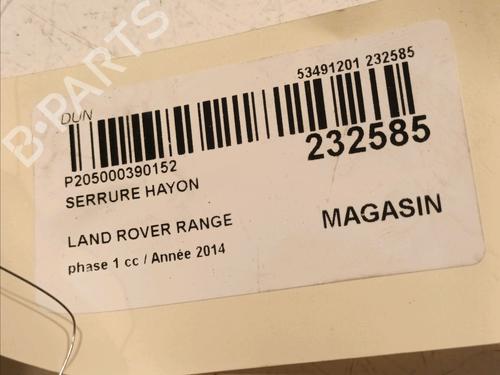 53491201 232585
DUN
232585
P205000390152
SERRURE HAYON
LAND ROVER RANGE
MAGASIN
phase 1 cc / Année 2014
B-PARTS